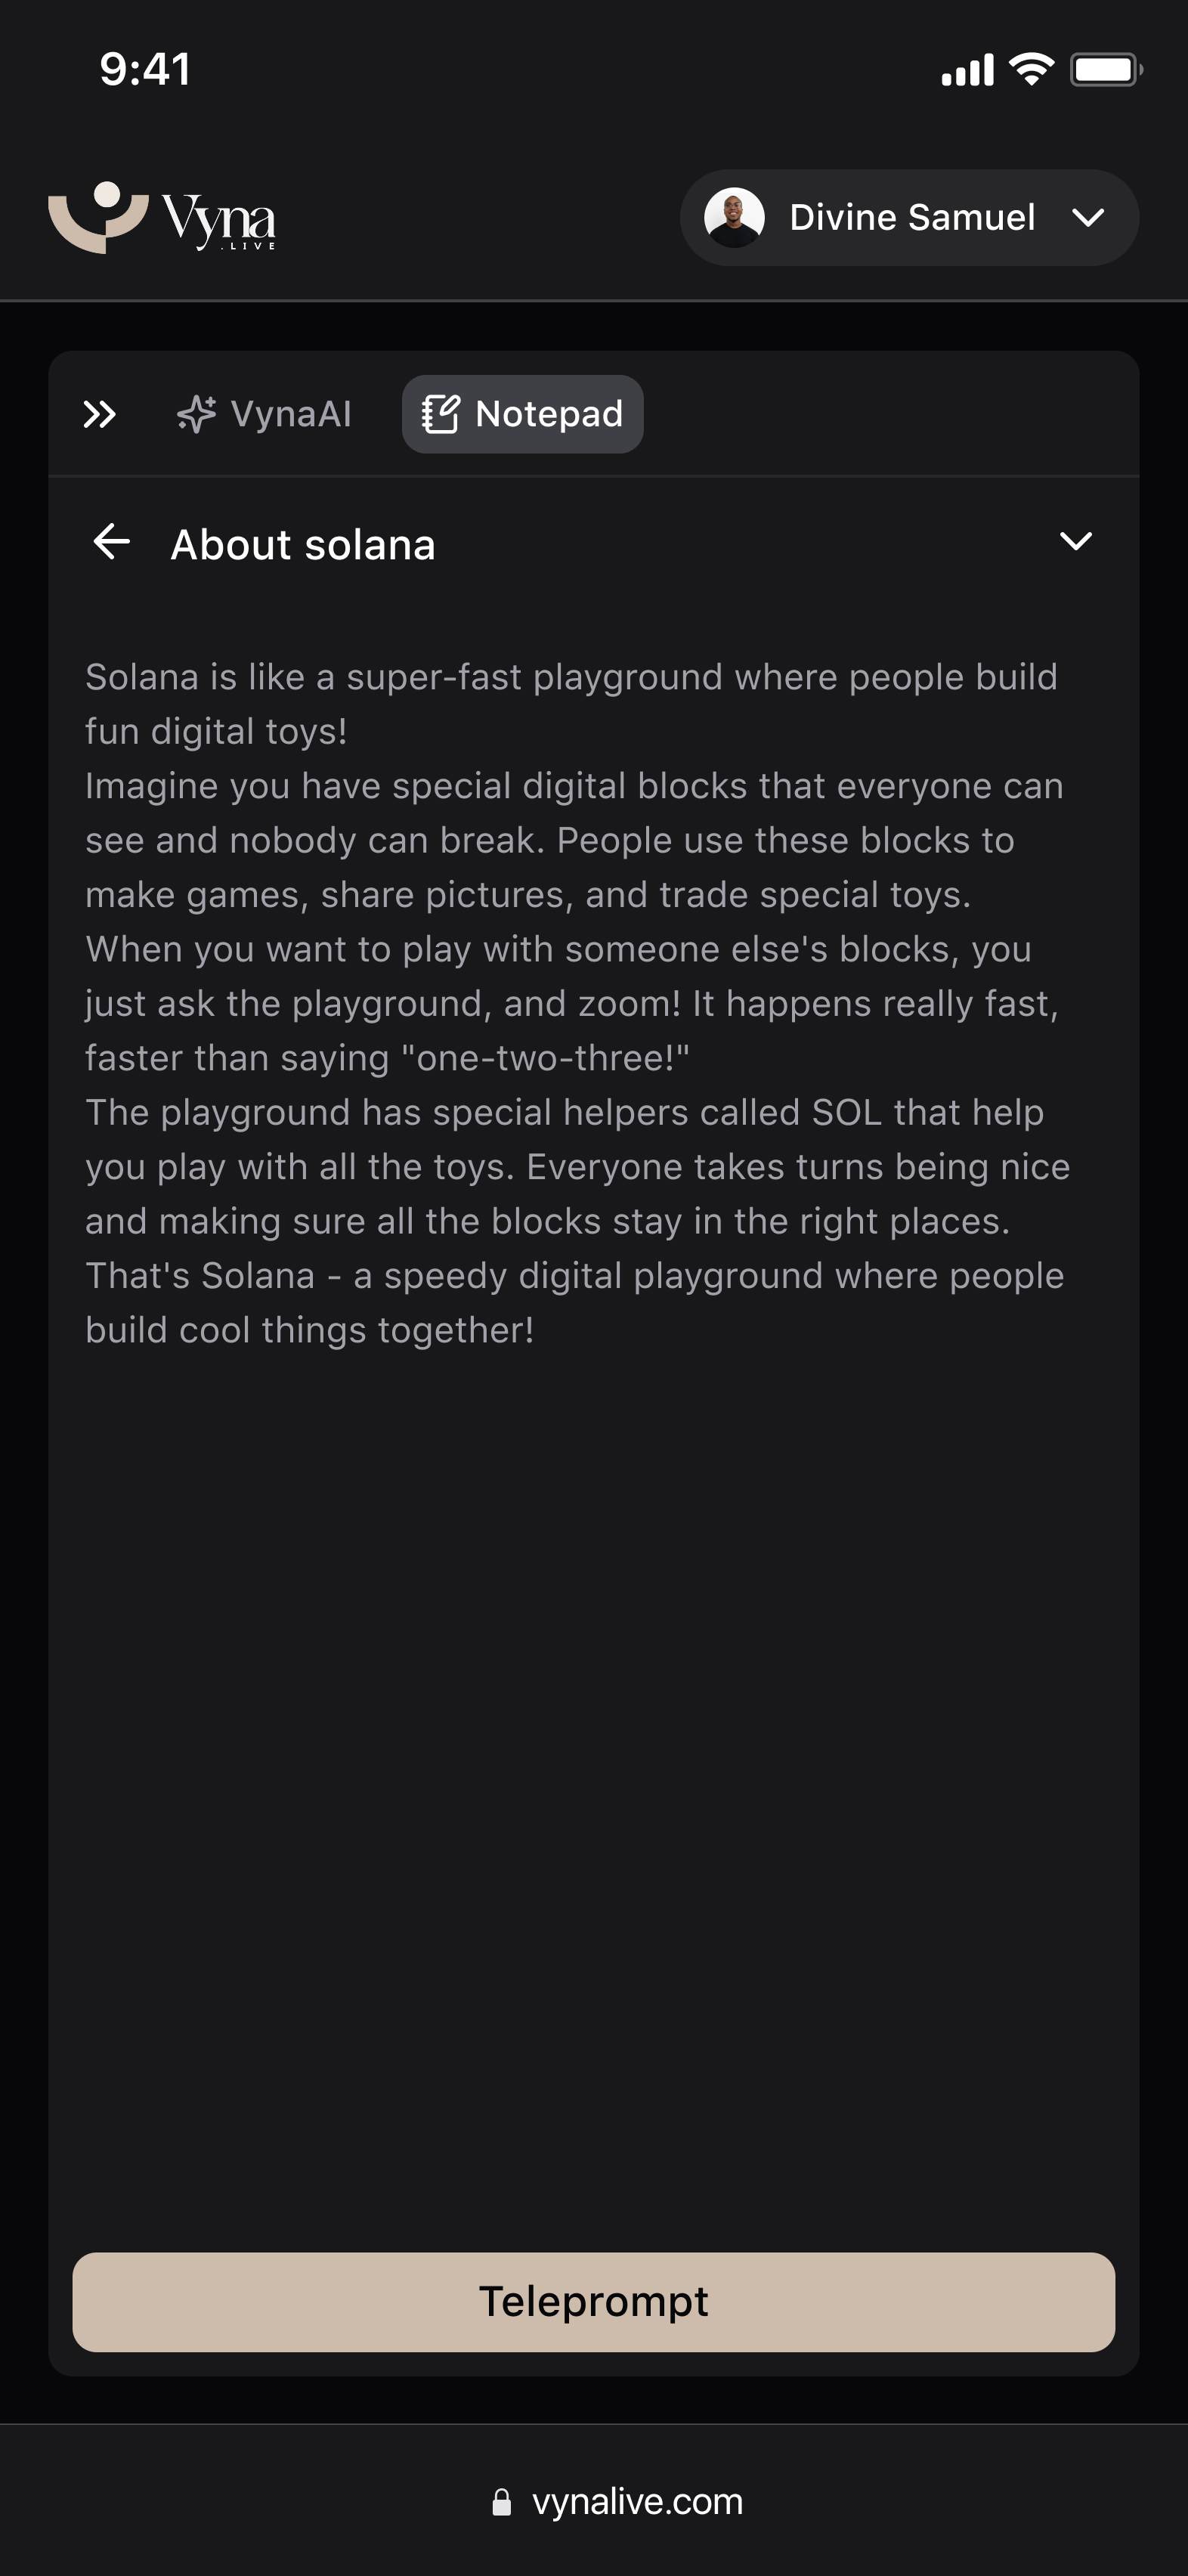 9:41
Vyna
.LIVE
Divine Samuel
VynaAI
Notepad
About solana
Solana is like a super-fast playground where people build
fun digital toys!
Imagine you have special digital blocks that everyone can
see and nobody can break. People use these blocks to
make games, share pictures, and trade special toys.
When you want to play with someone else's blocks, you
just ask the playground, and zoom! It happens really fast,
faster than saying "one-two-three!"
The playground has special helpers called SOL that help
you play with all the toys. Everyone takes turns being nice
and making sure all the blocks stay in the right places.
That's Solana - a speedy digital playground where people
build cool things together!
Teleprompt
vynalive.com